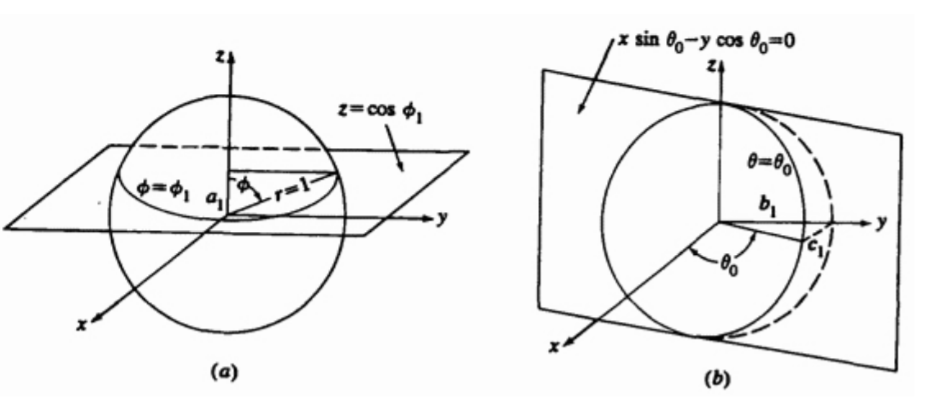 z
z=cos ϕ₁
ϕ=ϕ₁
a₁
ϕ
r=1
y
x
(a)
x sin θ₀−y cos θ₀=0
z
θ=θ₀
b₁
y
c₁
θ₀
x
(b)